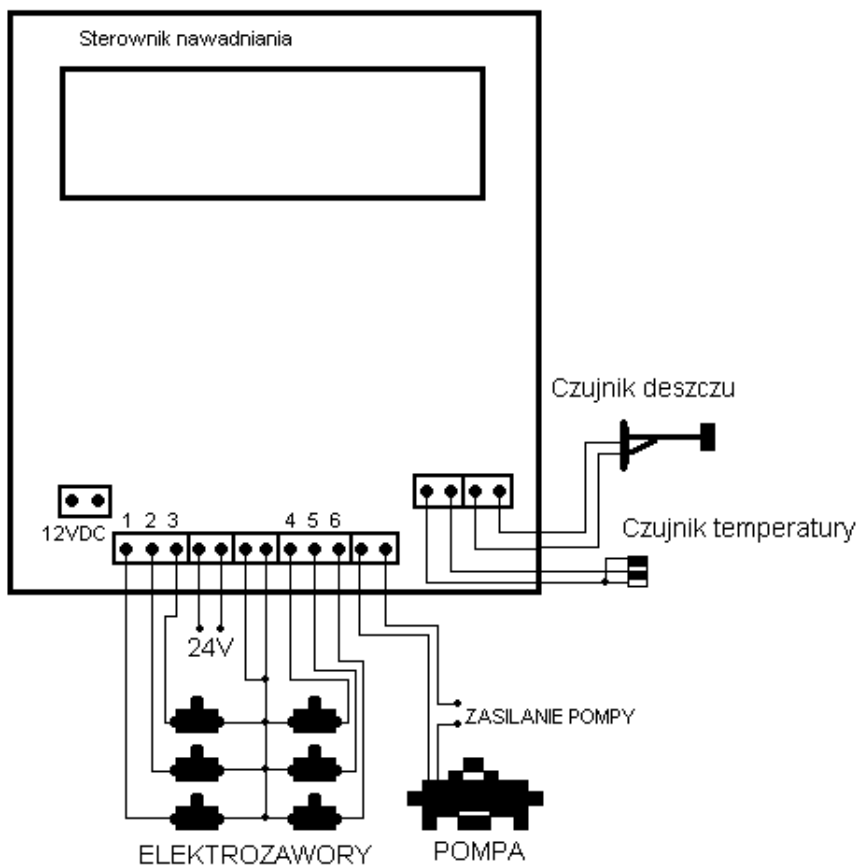 Sterownik nawadniania
Czujnik deszczu
12VDC
1 2 3
4 5 6
Czujnik temperatury
24V
ZASILANIE POMPY
ELEKTROZAWORY
POMPA